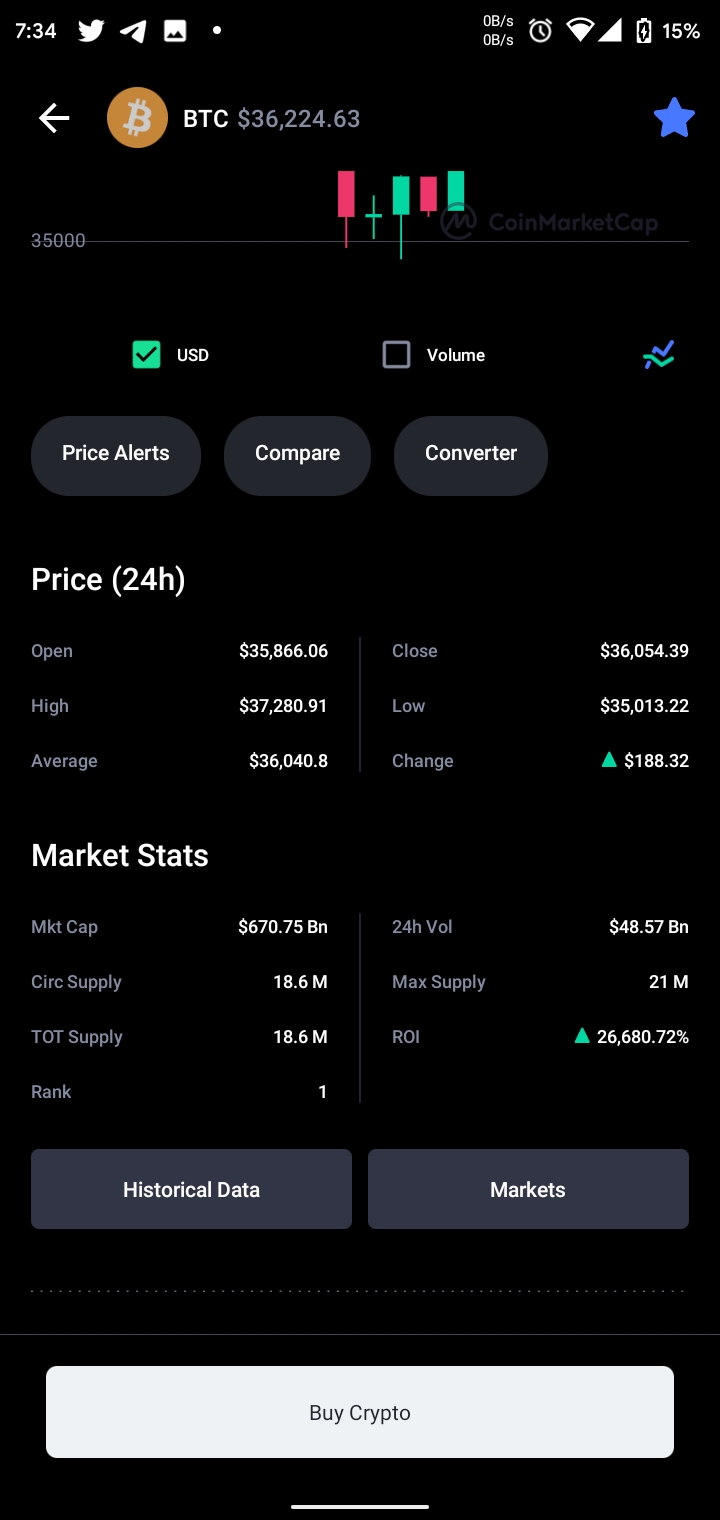 7:34
0B/s
0B/s
15%
BTC $36,224.63
CoinMarketCap
35000
USD
Volume
Price Alerts
Compare
Converter
Price (24h)
Open $35,866.06
Close $36,054.39
High $37,280.91
Low $35,013.22
Average $36,040.8
Change $188.32
Market Stats
Mkt Cap $670.75 Bn
24h Vol $48.57 Bn
Circ Supply 18.6 M
Max Supply 21 M
TOT Supply 18.6 M
ROI 26,680.72%
Rank 1
Historical Data
Markets
Buy Crypto